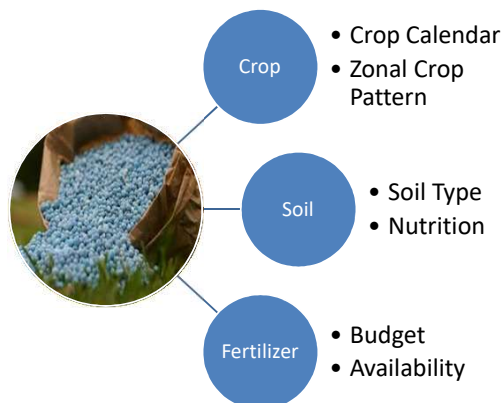 Crop
• Crop Calendar
• Zonal Crop
Pattern
Soil
• Soil Type
• Nutrition
Fertilizer
• Budget
• Availability